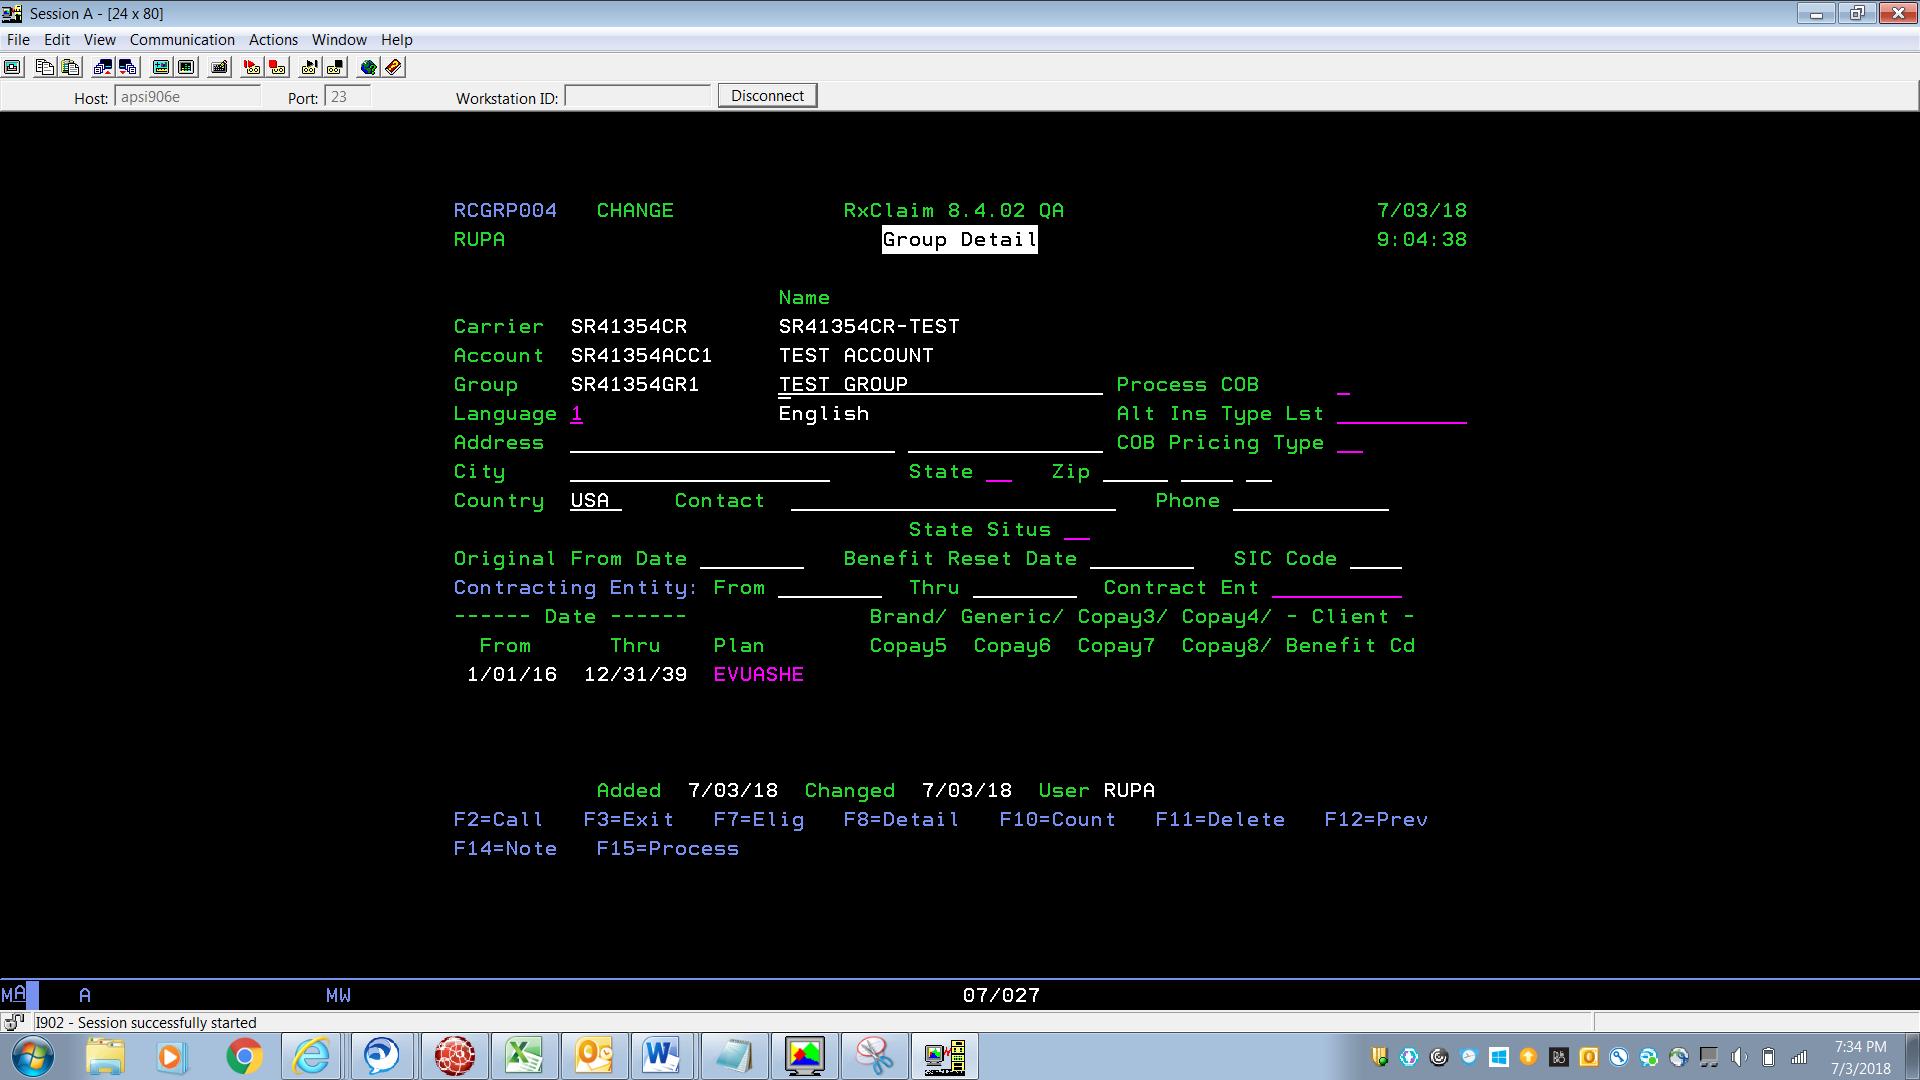 Session A - [24 x 80]
File Edit View Communication Actions Window Help
Host: apsi906e Port: 23 Workstation ID: Disconnect
RCGRP004 CHANGE RxClaim 8.4.02 QA 7/03/18
RUPA Group Detail 9:04:38
Name
Carrier SR41354CR SR41354CR-TEST
Account SR41354ACC1 TEST ACCOUNT
Group SR41354GR1 TEST GROUP Process COB
Language 1 English Alt Ins Type Lst
Address COB Pricing Type
City State Zip
Country USA Contact Phone
State Situs
Original From Date Benefit Reset Date SIC Code
Contracting Entity: From Thru Contract Ent
------ Date ------ Brand/ Generic/ Copay3/ Copay4/ - Client -
From Thru Plan Copay5 Copay6 Copay7 Copay8/ Benefit Cd
1/01/16 12/31/39 EVUASHE
Added 7/03/18 Changed 7/03/18 User RUPA
F2=Call F3=Exit F7=Elig F8=Detail F10=Count F11=Delete F12=Prev
F14=Note F15=Process
MA A MW 07/027
I902 - Session successfully started
7:34 PM
7/3/2018